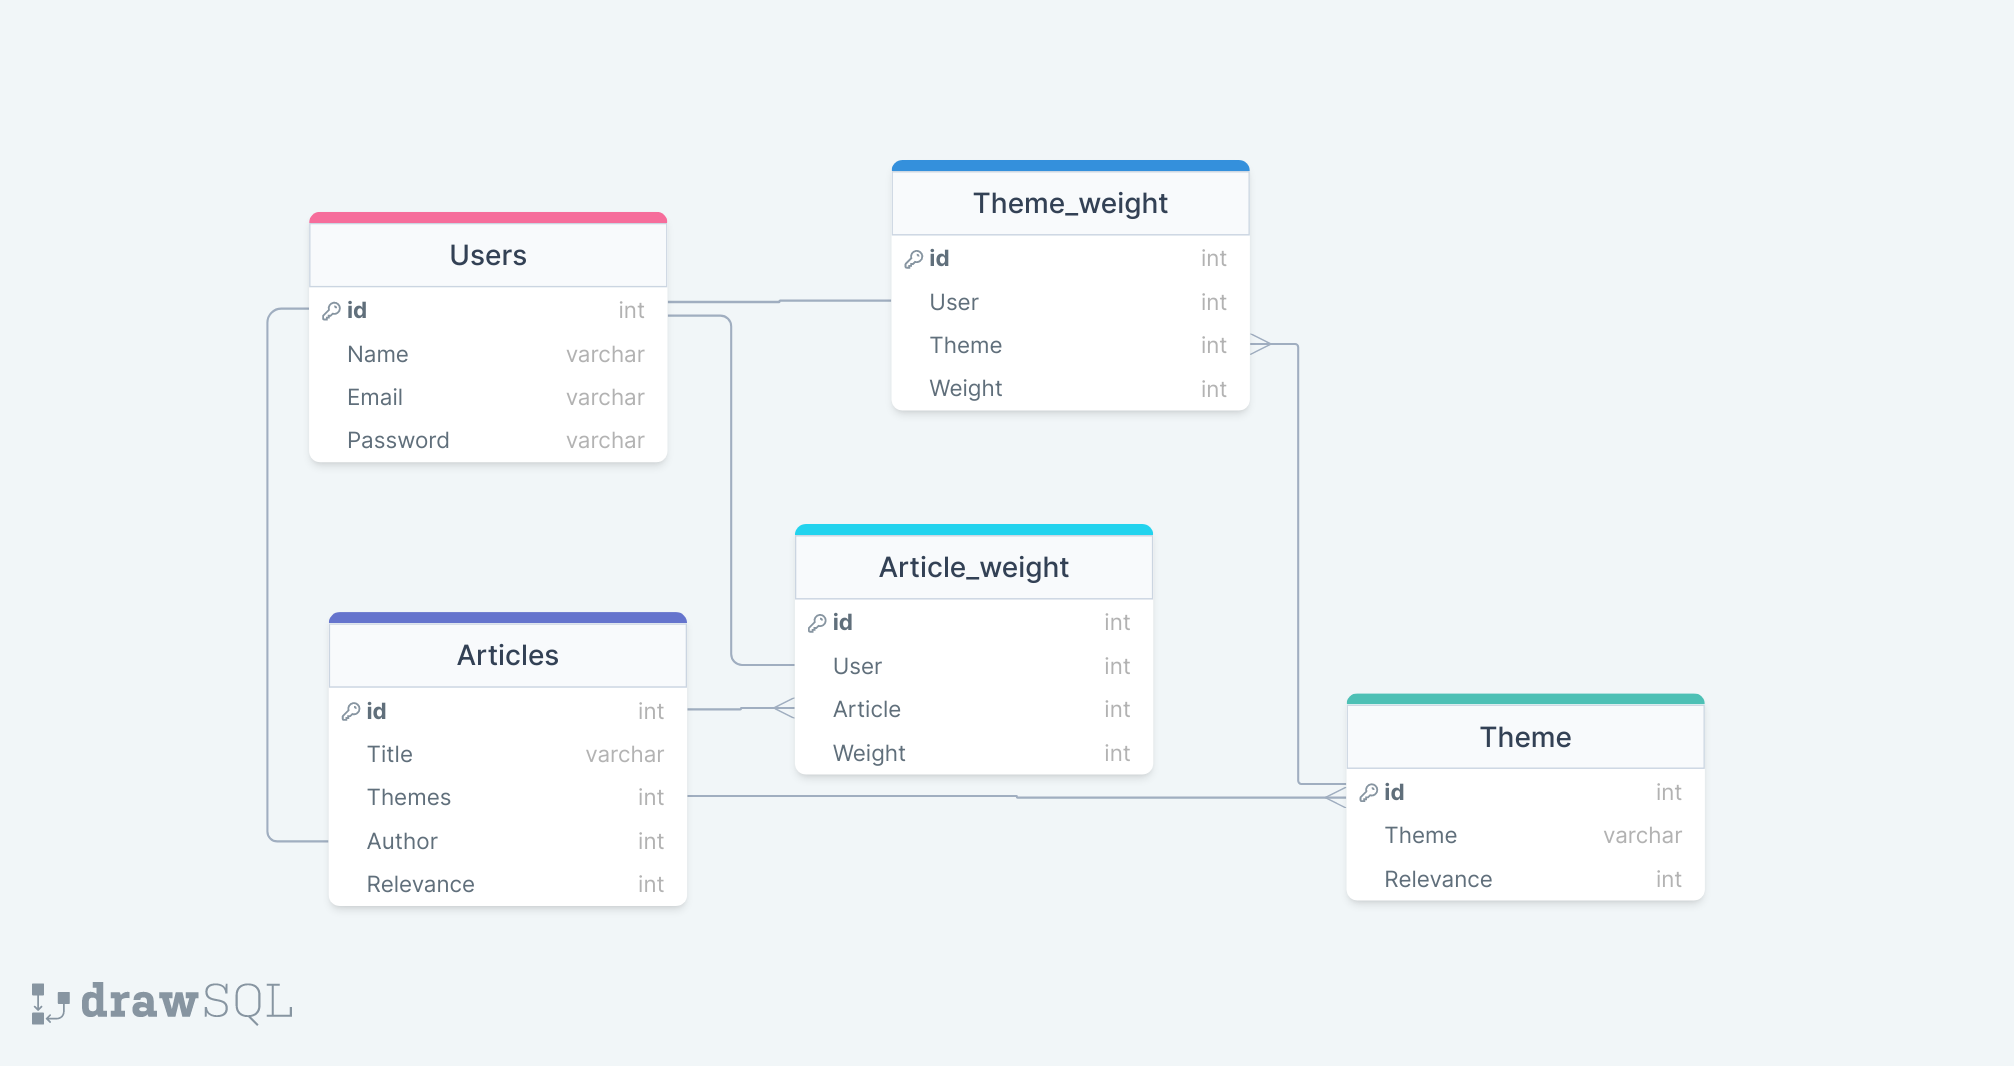 Users
id int
Name varchar
Email varchar
Password varchar
Theme_weight
id int
User int
Theme int
Weight int
Article_weight
id int
User int
Article int
Weight int
Articles
id int
Title varchar
Themes int
Author int
Relevance int
Theme
id int
Theme varchar
Relevance int
drawSQL